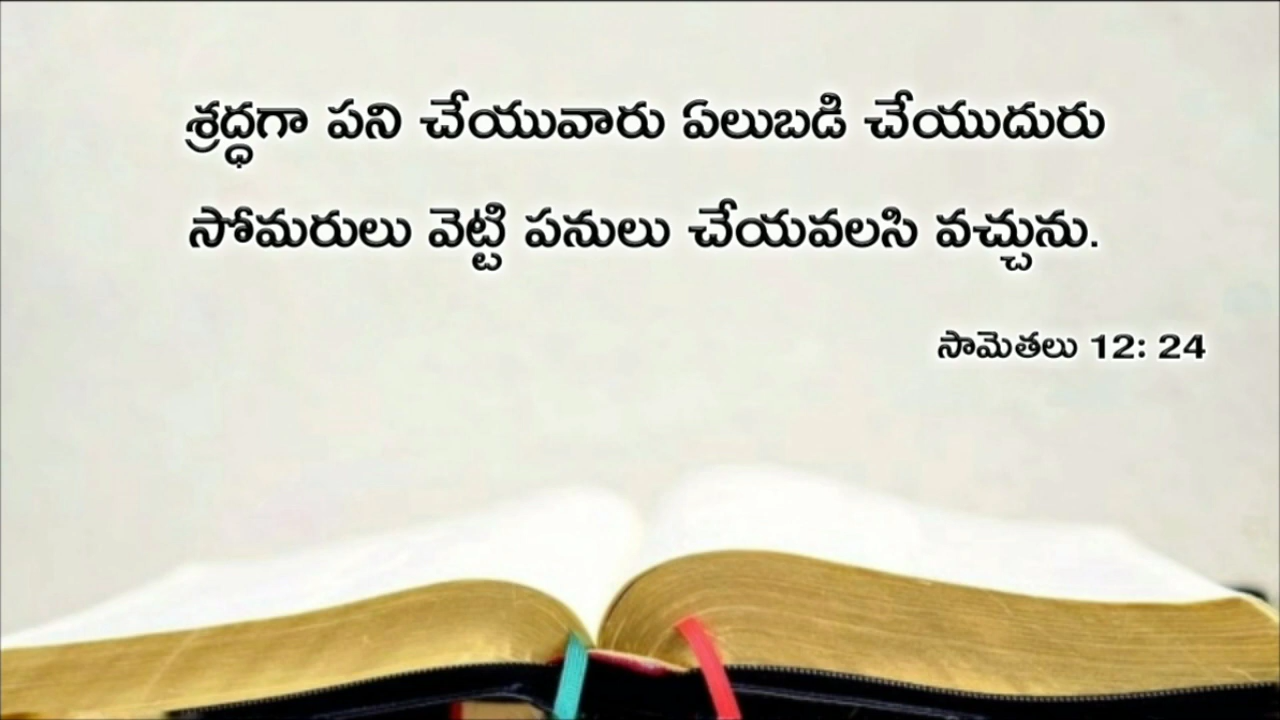 శ్రద్ధగా పని చేయువారు ఏలుబడి చేయుదురు
సోమరులు వెట్టి పనులు చేయవలసి వచ్చును.
సామెతలు 12: 24